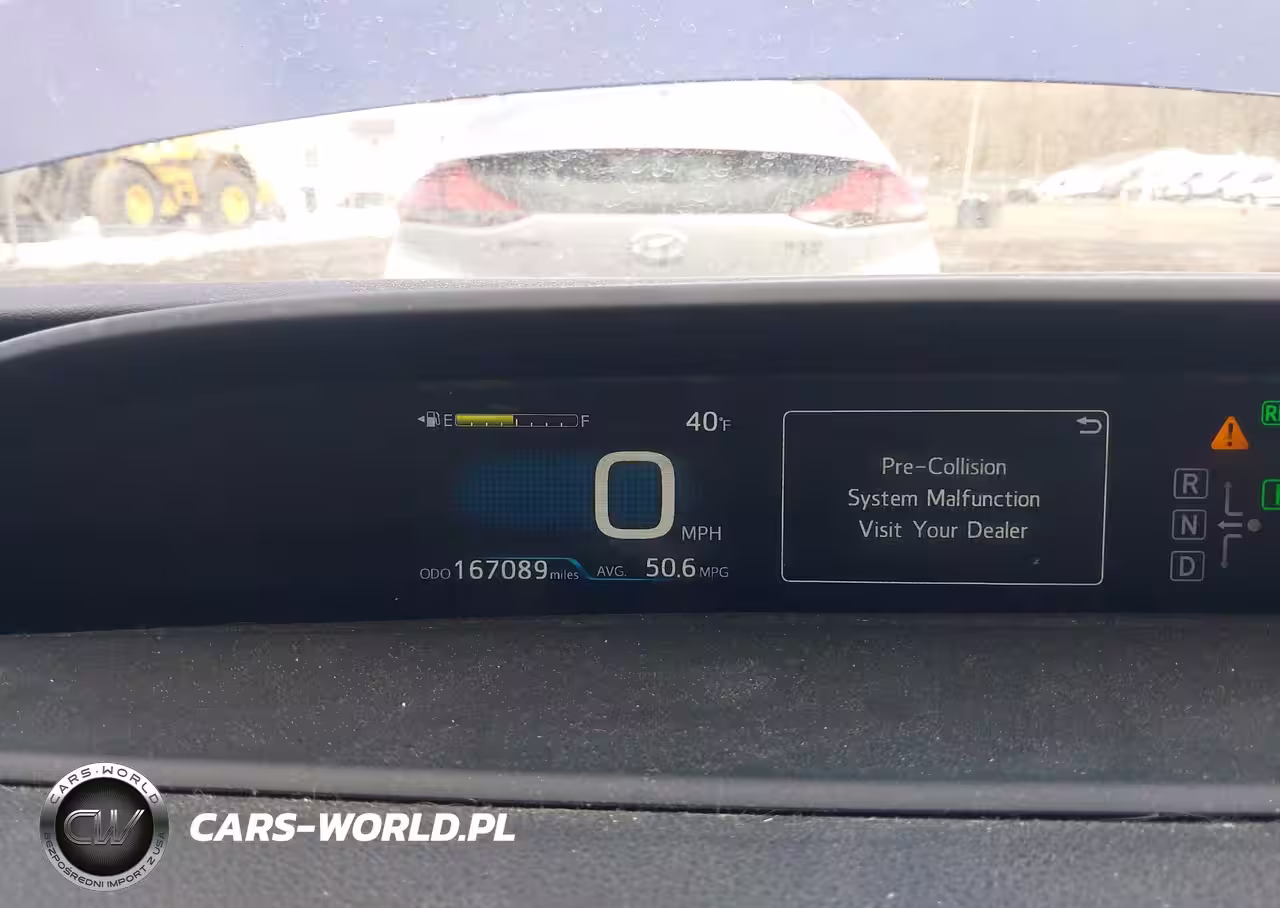 E F
40°F
0 MPH
ODO 167089 miles AVG. 50.6 MPG
Pre-Collision
System Malfunction
Visit Your Dealer
R
N
D
CARS-WORLD
CW
BEZPOŚREDNI IMPORT Z USA
CARS-WORLD.PL